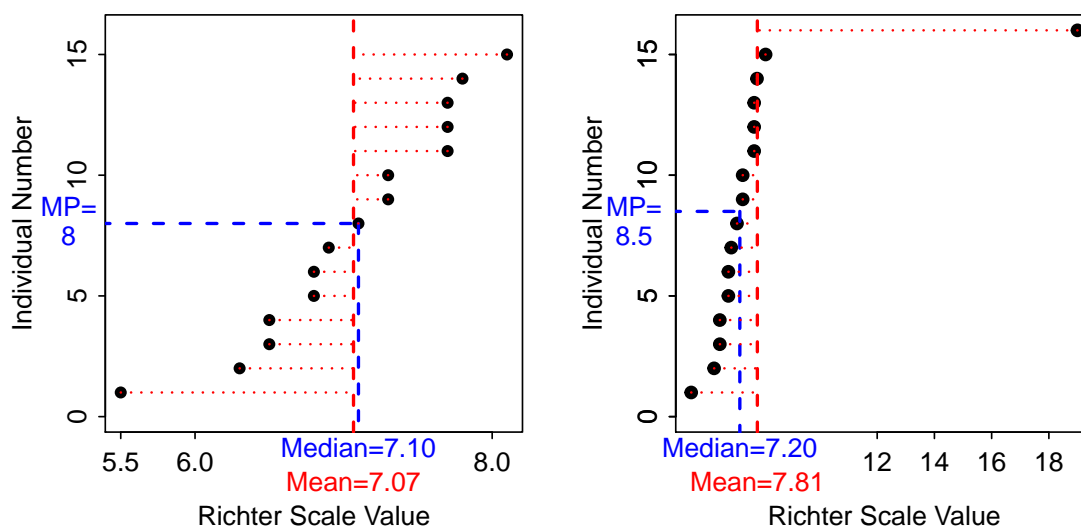 15
10
5
0
Individual Number
MP=
8
5.5
6.0
8.0
Median=7.10
Mean=7.07
Richter Scale Value
15
10
5
0
Individual Number
MP=
8.5
12
14
16
18
Median=7.20
Mean=7.81
Richter Scale Value